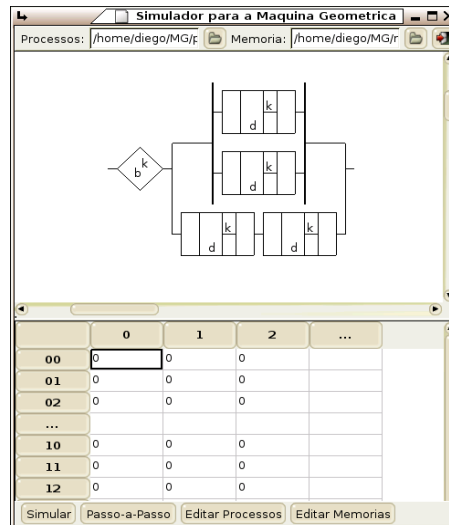 Simulador para a Maquina Geometrica
Processos: /home/diego/MG/p Memoria: /home/diego/MG/r
k
d
k
b
k
d
k
d
k
d
0 1 2 ...
00 0 0 0
01 0 0 0
02 0 0 0
...
10 0 0 0
11 0 0 0
12 0 0 0
Simular Passo-a-Passo Editar Processos Editar Memorias